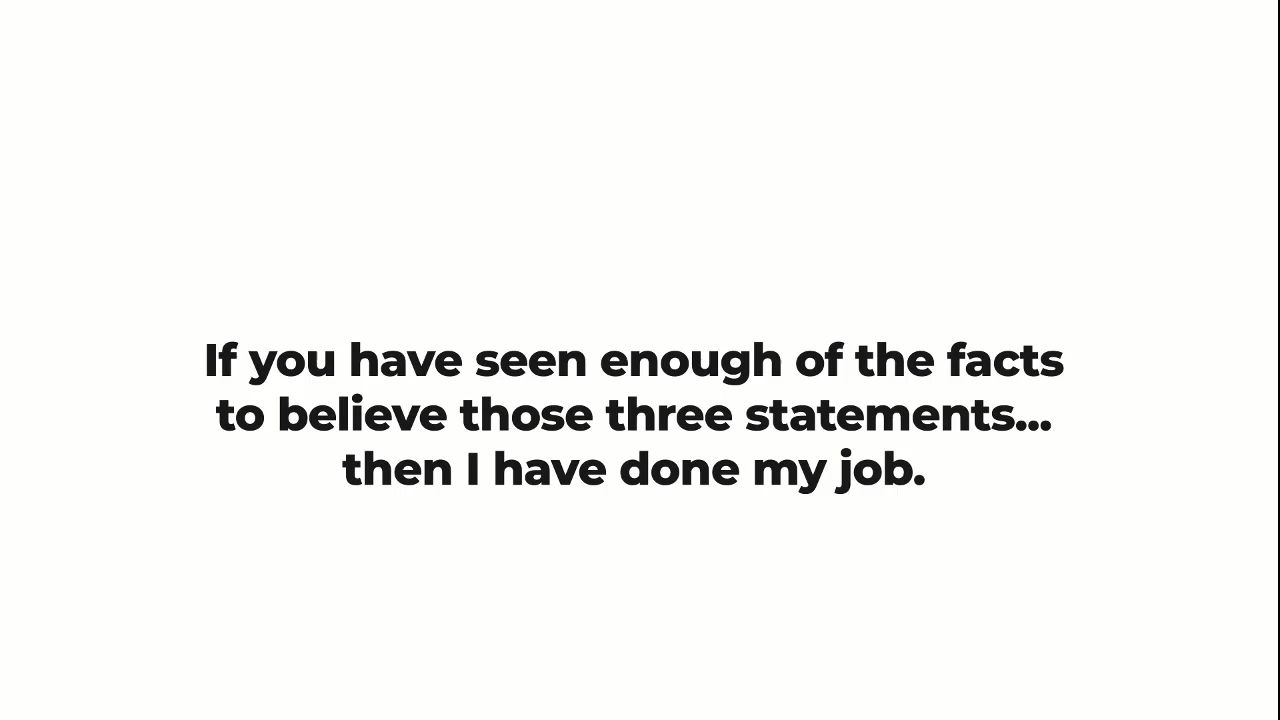 If you have seen enough of the facts
to believe those three statements...
then I have done my job.